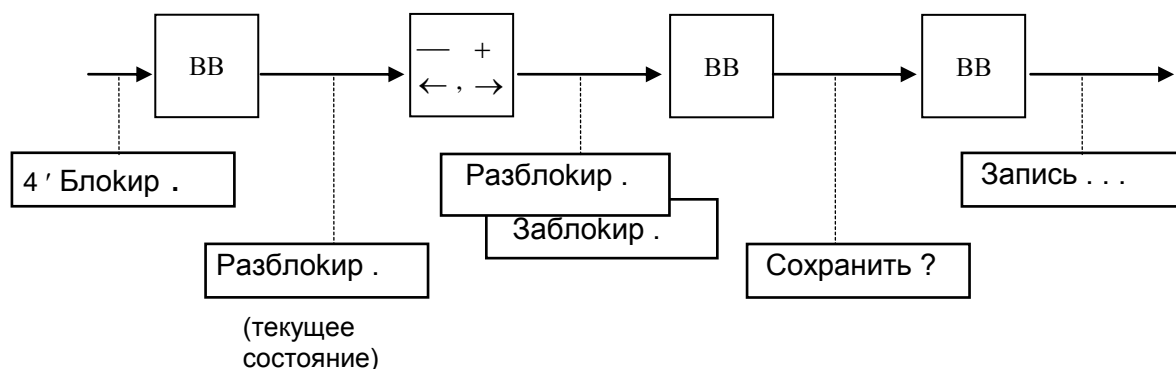 ВВ
— +
← , →
ВВ
ВВ
4 ′ Блокир .
Разблокир .
(текущее
состояние)
Разблокир .
Заблокир .
Сохранить ?
Запись . . .